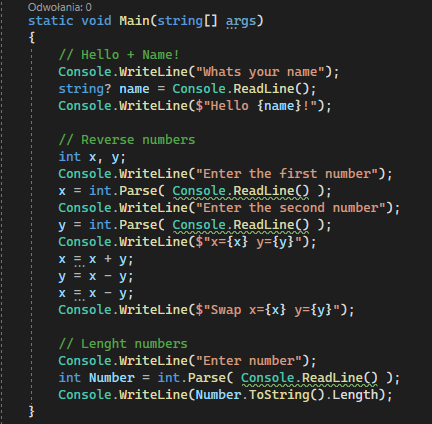 Odwołania: 0
static void Main(string[] args)
{
// Hello + Name!
Console.WriteLine("Whats your name");
string? name = Console.ReadLine();
Console.WriteLine($"Hello {name}!");
// Reverse numbers
int x, y;
Console.WriteLine("Enter the first number");
x = int.Parse( Console.ReadLine() );
Console.WriteLine("Enter the second number");
y = int.Parse( Console.ReadLine() );
Console.WriteLine($"x={x} y={y}");
x = x + y;
y = x - y;
x = x - y;
Console.WriteLine($"Swap x={x} y={y}");
// Lenght numbers
Console.WriteLine("Enter number");
int Number = int.Parse( Console.ReadLine() );
Console.WriteLine(Number.ToString().Length);
}